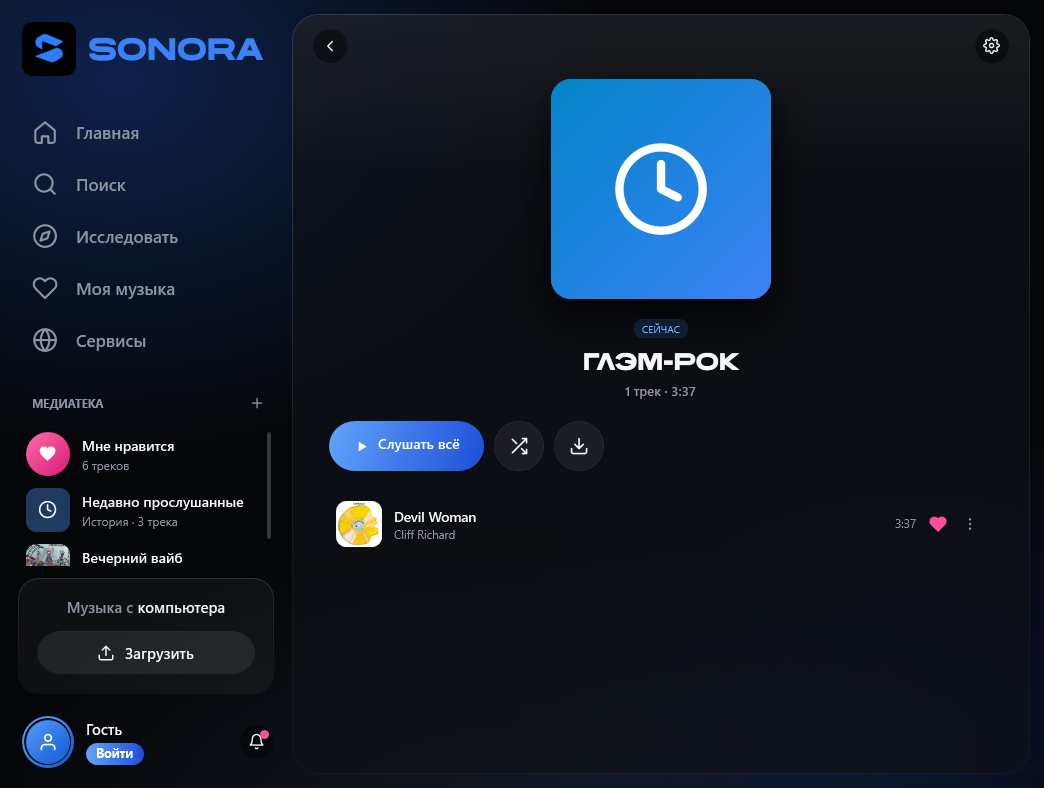 SONORA
Главная
Поиск
Исследовать
Моя музыка
Сервисы
МЕДИАТЕКА
Мне нравится
6 треков
Недавно прослушанные
История · 3 трека
Вечерний вайб
Музыка с компьютера
Загрузить
Гость
Войти
СЕЙЧАС
ГЛЭМ-РОК
1 трек · 3:37
Слушать всё
Devil Woman
Cliff Richard
3:37